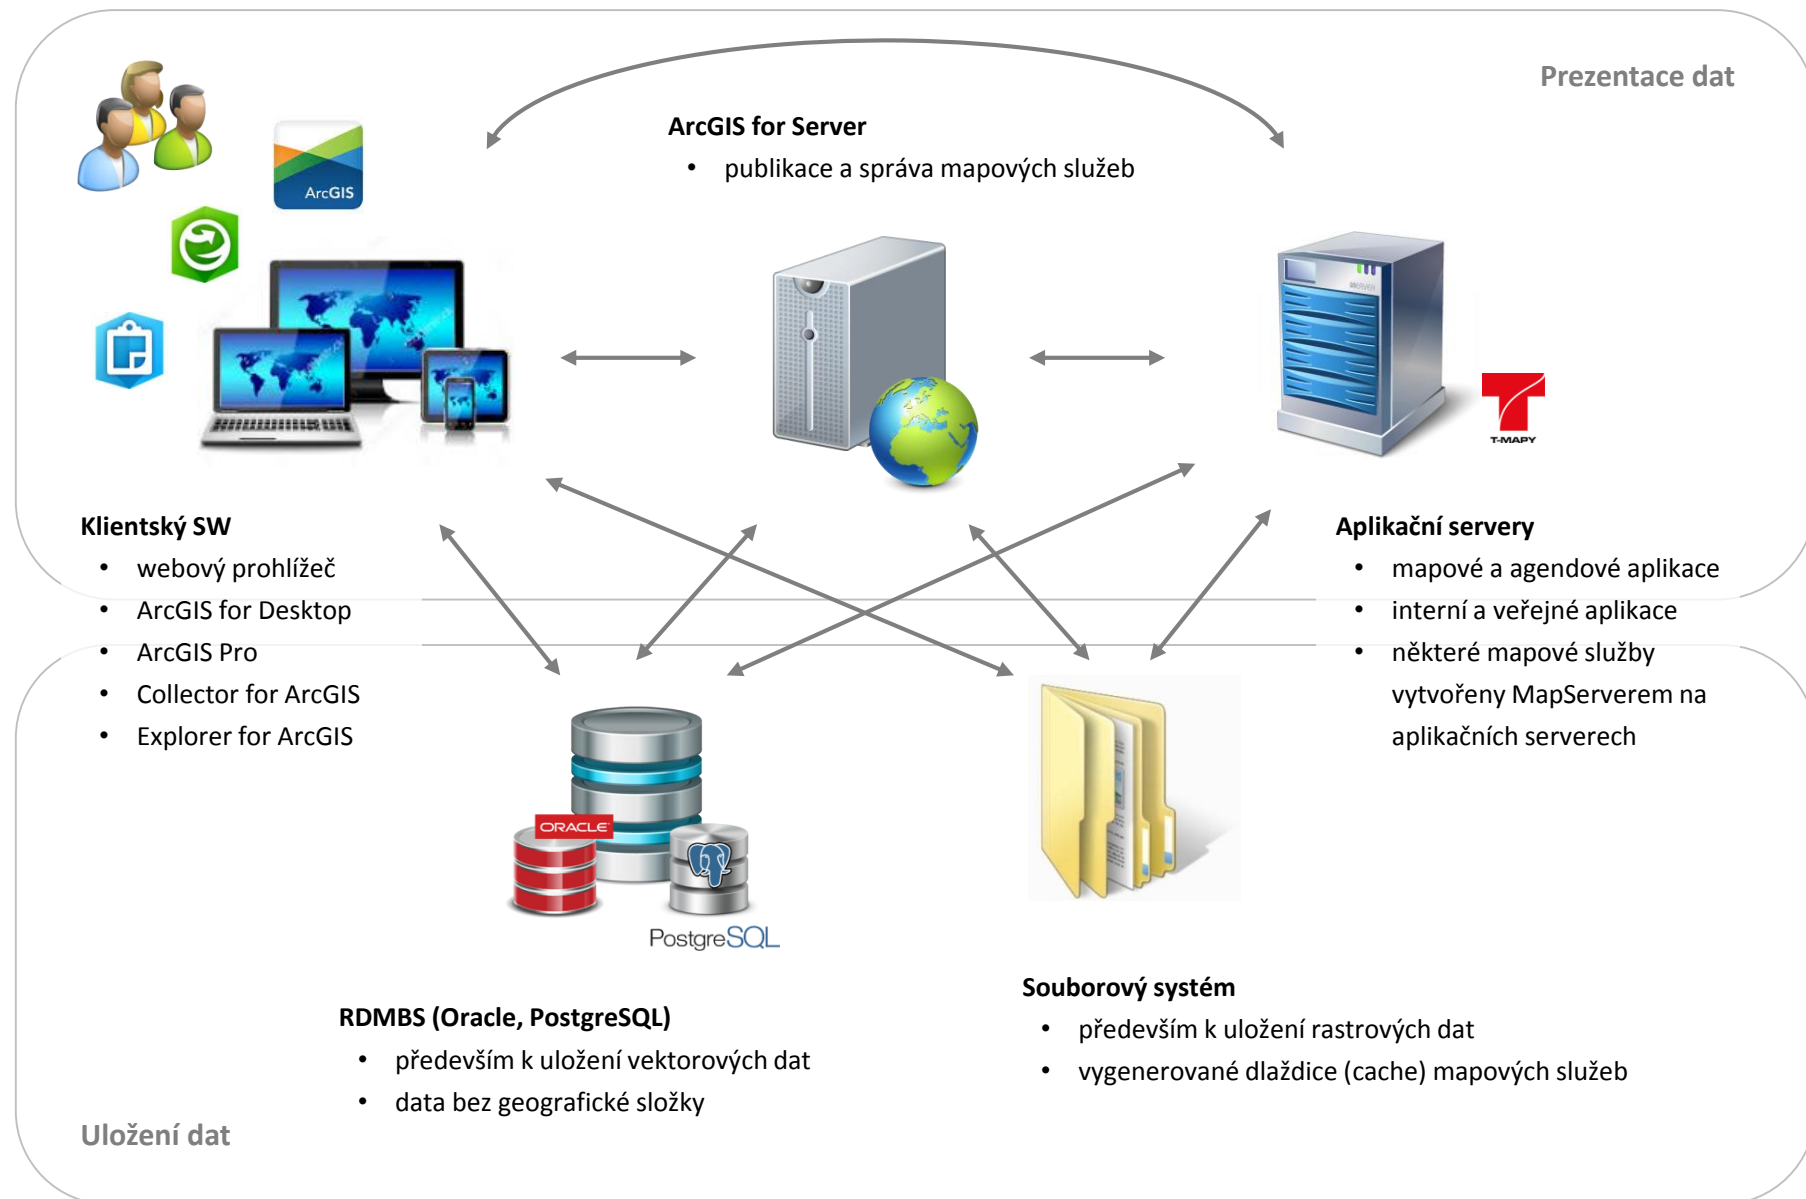 Prezentace dat
ArcGIS for Server
• publikace a správa mapových služeb
ArcGIS
SERVER
T-MAPY
Klientský SW
• webový prohlížeč
• ArcGIS for Desktop
• ArcGIS Pro
• Collector for ArcGIS
• Explorer for ArcGIS
Aplikační servery
• mapové a agendové aplikace
• interní a veřejné aplikace
• některé mapové služby
vytvořeny MapServerem na
aplikačních serverech
ORACLE
PostgreSQL
RDMBS (Oracle, PostgreSQL)
• především k uložení vektorových dat
• data bez geografické složky
Souborový systém
• především k uložení rastrových dat
• vygenerované dlaždice (cache) mapových služeb
Uložení dat